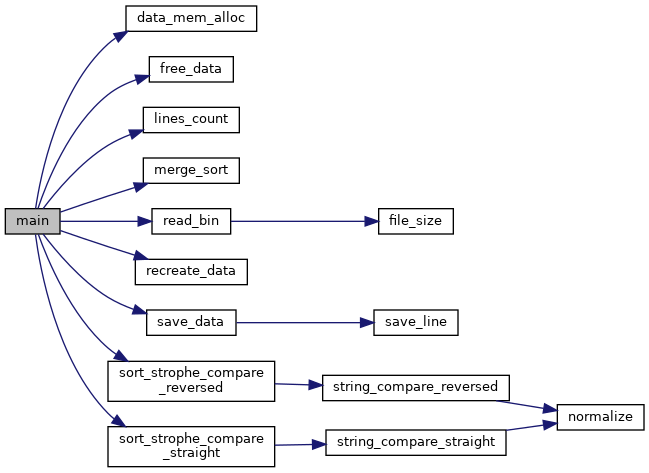 data_mem_alloc
free_data
lines_count
merge_sort
main
read_bin
file_size
recreate_data
save_data
save_line
sort_strophe_compare
_reversed
string_compare_reversed
normalize
sort_strophe_compare
_straight
string_compare_straight